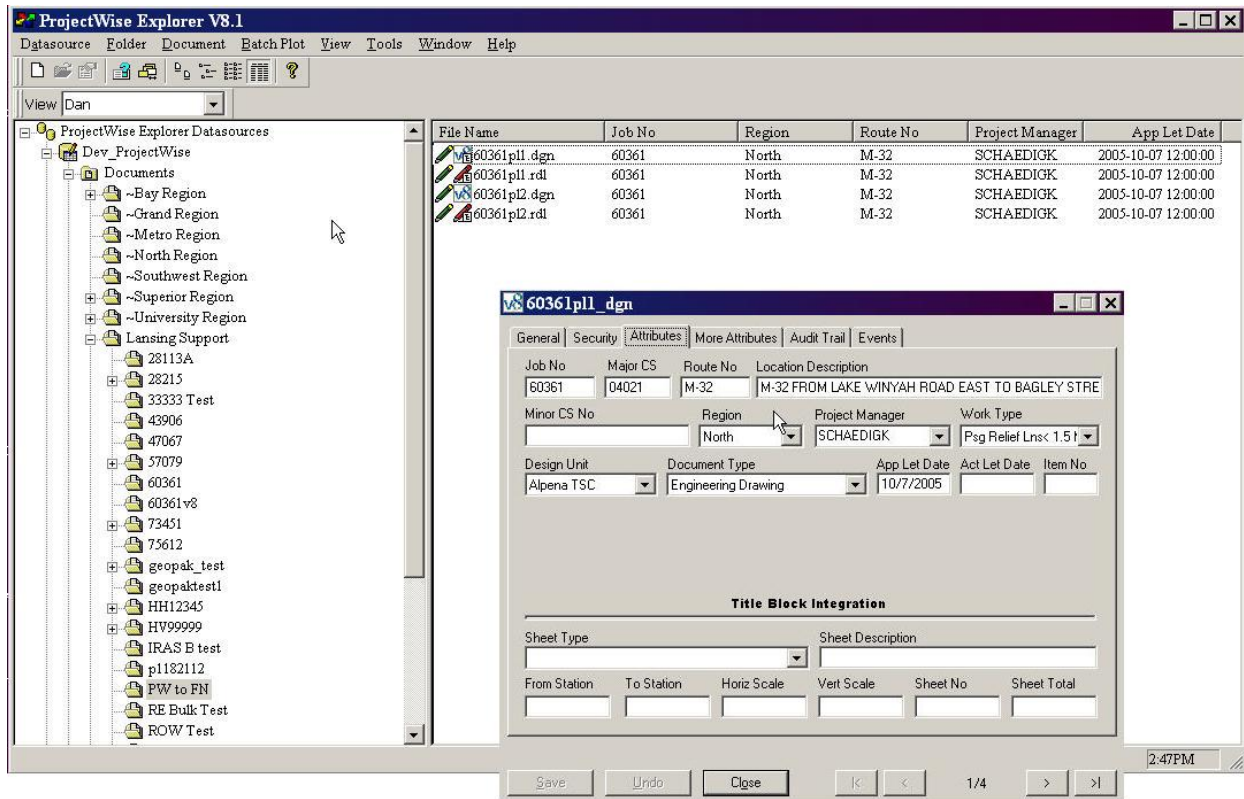 ProjectWise Explorer V8.1
Datasource Folder Document Batch Plot View Tools Window Help
View Dan
ProjectWise Explorer Datasources
Dev_ProjectWise
Documents
~Bay Region
~Grand Region
~Metro Region
~North Region
~Southwest Region
~Superior Region
~University Region
Lansing Support
28113A
28215
33333 Test
43906
47067
57079
60361
60361v8
73451
75612
geopak_test
geopaktest1
HH12345
HV99999
IRAS B test
p1182112
PW to FN
RE Bulk Test
ROW Test
File Name Job No Region Route No Project Manager App Let Date
60361pl1.dgn 60361 North M-32 SCHAEDIGK 2005-10-07 12:00:00
60361pl1.rdl 60361 North M-32 SCHAEDIGK 2005-10-07 12:00:00
60361pl2.dgn 60361 North M-32 SCHAEDIGK 2005-10-07 12:00:00
60361pl2.rdl 60361 North M-32 SCHAEDIGK 2005-10-07 12:00:00
60361pl1_dgn
General Security Attributes More Attributes Audit Trail Events
Job No Major CS Route No Location Description
60361 04021 M-32 M-32 FROM LAKE WINYAH ROAD EAST TO BAGLEY STRE
Minor CS No Region Project Manager Work Type
North SCHAEDIGK Psg Relief Lns< 1.5
Design Unit Document Type App Let Date Act Let Date Item No
Alpena TSC Engineering Drawing 10/7/2005
Title Block Integration
Sheet Type Sheet Description
From Station To Station Horiz Scale Vert Scale Sheet No Sheet Total
Save Undo Close 1/4
2:47PM